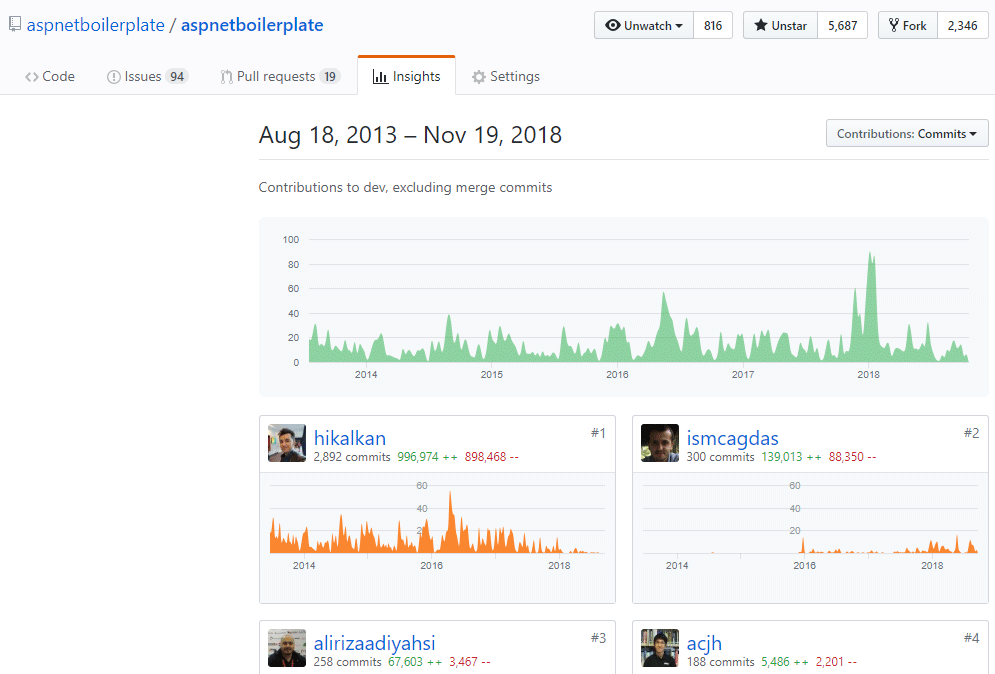 aspnetboilerplate / aspnetboilerplate
Unwatch 816 Unstar 5,687 Fork 2,346
Code Issues 94 Pull requests 19 Insights Settings
Aug 18, 2013 – Nov 19, 2018
Contributions: Commits
Contributions to dev, excluding merge commits
100
80
60
40
20
0
2014 2015 2016 2017 2018
hikalkan #1
2,892 commits 996,974 ++ 898,468 --
60
40
20
2014 2016 2018
ismcagdas #2
300 commits 139,013 ++ 88,350 --
60
40
20
2014 2016 2018
alirizaadiyahsi #3
258 commits 67,603 ++ 3,467 --
acjh #4
188 commits 5,486 ++ 2,201 --